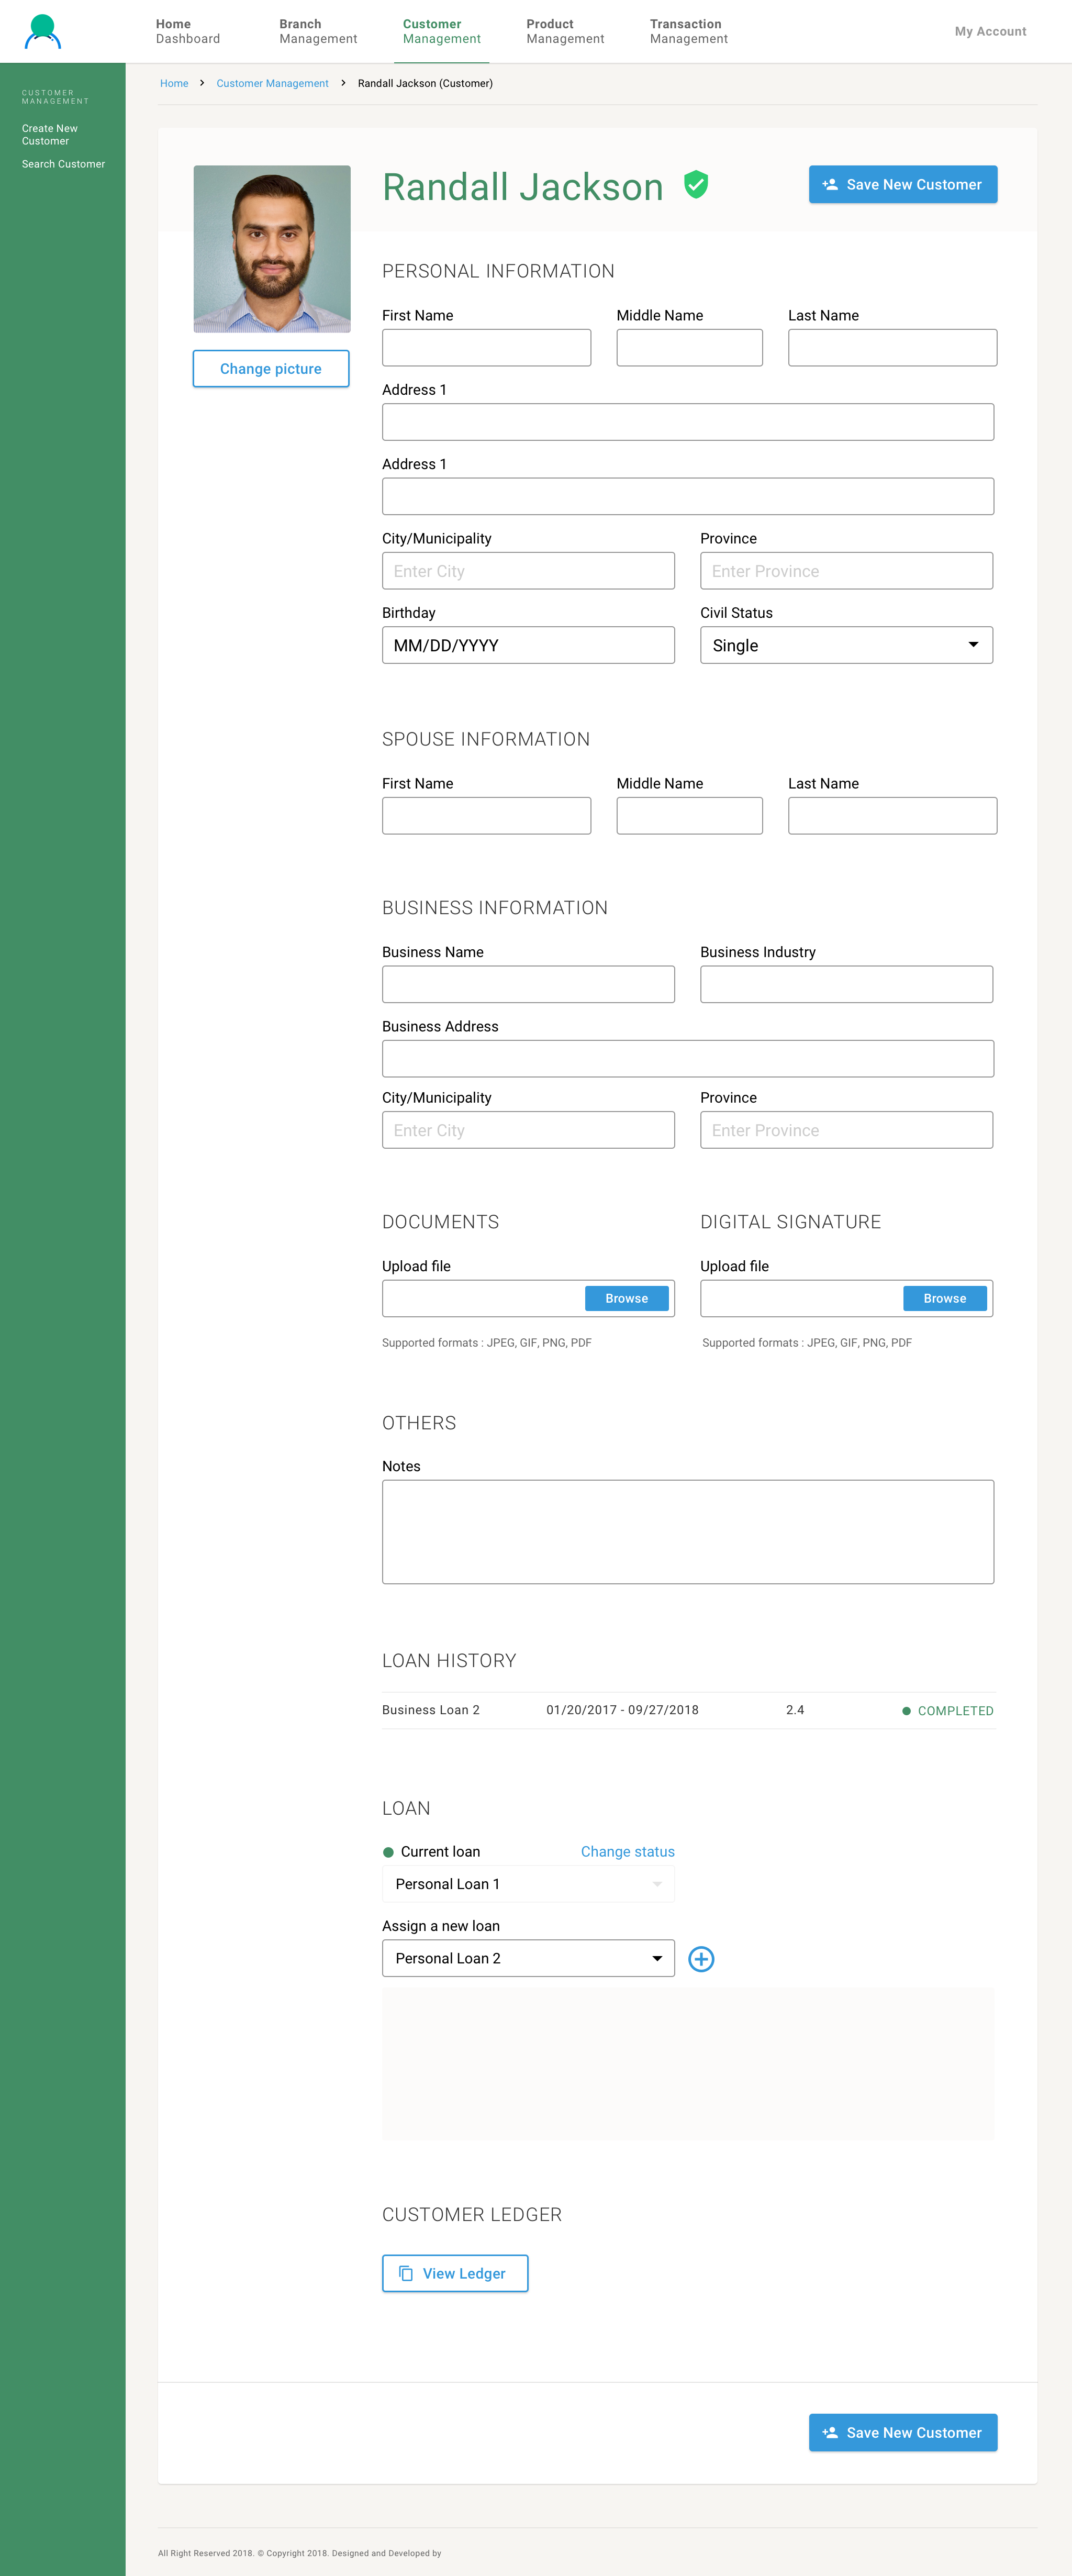 Home
Dashboard
Branch
Management
Customer
Management
Product
Management
Transaction
Management
My Account
CUSTOMER
MANAGEMENT
Create New
Customer
Search Customer
Home > Customer Management > Randall Jackson (Customer)
Randall Jackson
Save New Customer
Change picture
PERSONAL INFORMATION
First Name Middle Name Last Name
Address 1
Address 1
City/Municipality Province
Enter City Enter Province
Birthday Civil Status
MM/DD/YYYY Single
SPOUSE INFORMATION
First Name Middle Name Last Name
BUSINESS INFORMATION
Business Name Business Industry
Business Address
City/Municipality Province
Enter City Enter Province
DOCUMENTS DIGITAL SIGNATURE
Upload file Upload file
Browse Browse
Supported formats : JPEG, GIF, PNG, PDF Supported formats : JPEG, GIF, PNG, PDF
OTHERS
Notes
LOAN HISTORY
Business Loan 2 01/20/2017 - 09/27/2018 2.4 COMPLETED
LOAN
Current loan Change status
Personal Loan 1
Assign a new loan
Personal Loan 2
CUSTOMER LEDGER
View Ledger
Save New Customer
All Right Reserved 2018. © Copyright 2018. Designed and Developed by